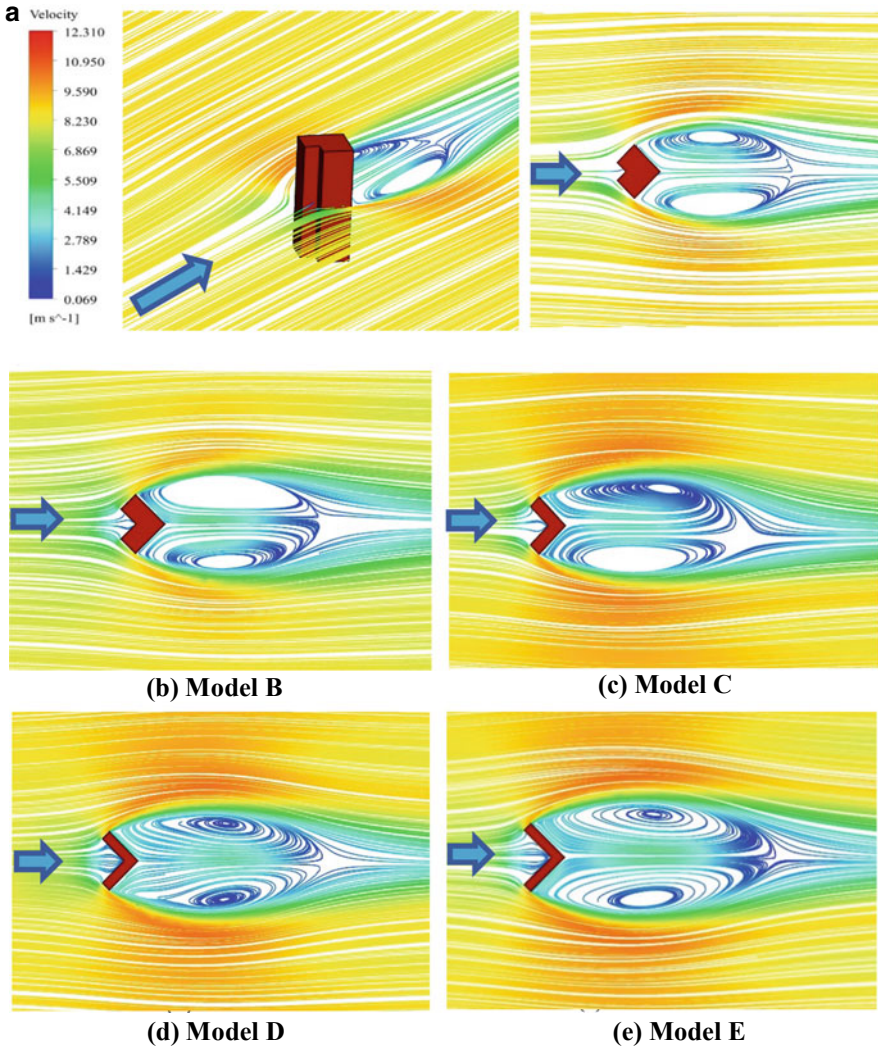 a
Velocity
12.310
10.950
9.590
8.230
6.869
5.509
4.149
2.789
1.429
0.069
[m s^-1]
(b) Model B
(c) Model C
(d) Model D
(e) Model E